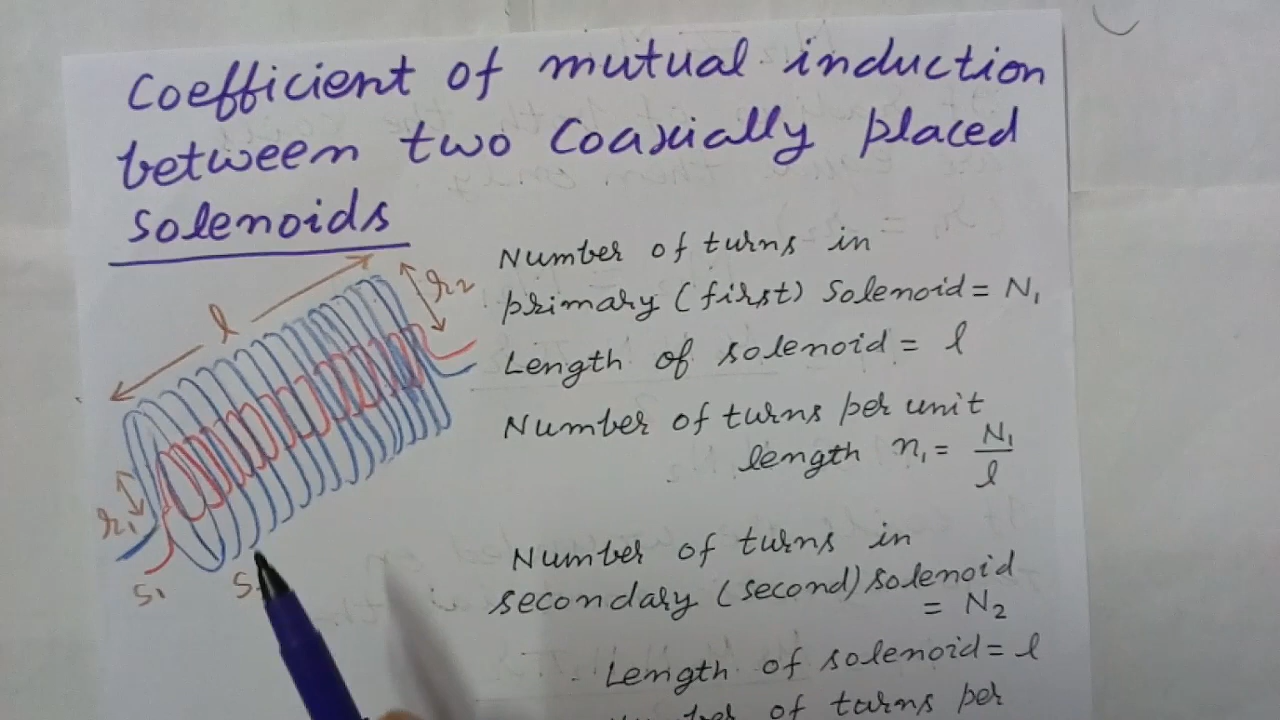 Coefficient of mutual induction
between two Coaxially placed
Solenoids
l
r2
r1
S1
S
Number of turns in
primary (first) Solenoid = N1
Length of solenoid = l
Number of turns per unit
length n1 = N1/l
Number of turns in
secondary (second) solenoid
= N2
Length of solenoid = l
of turns per